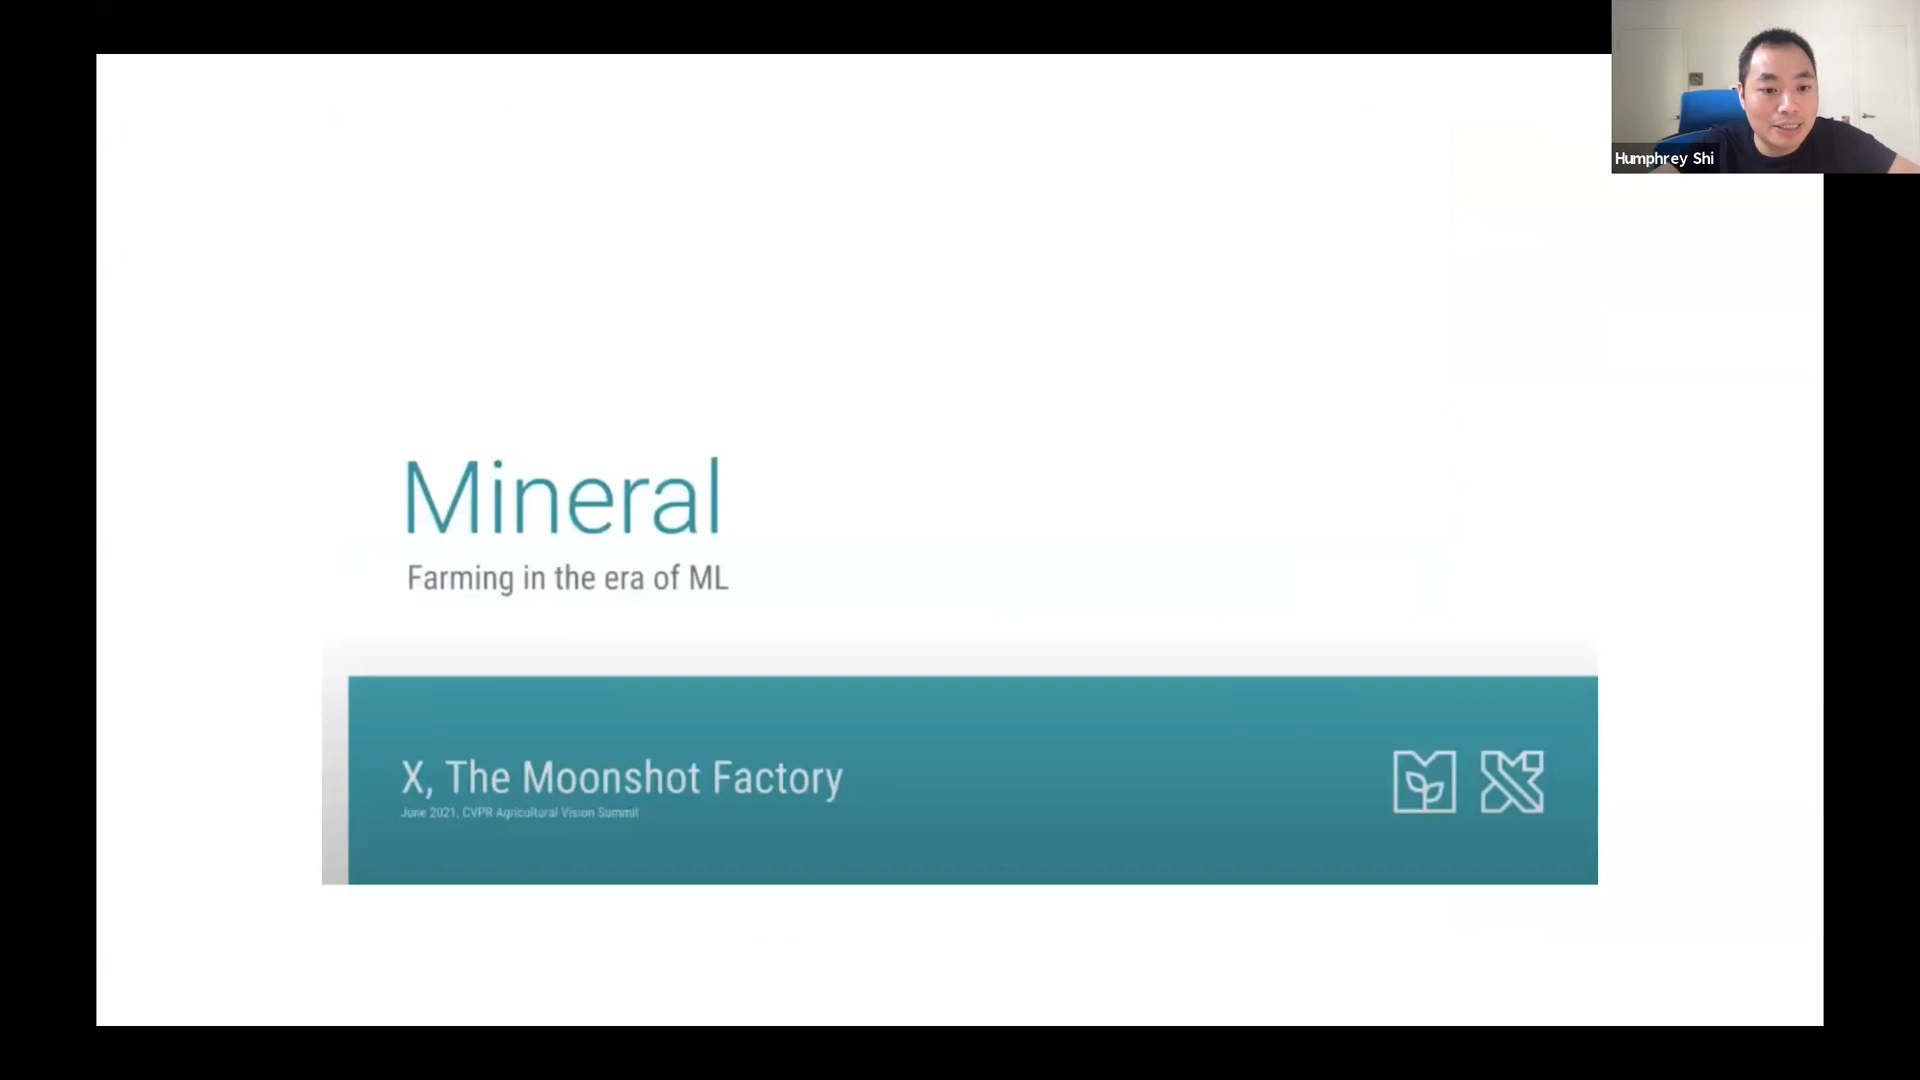 Humphrey Shi
Mineral
Farming in the era of ML
X, The Moonshot Factory
June 2021, CVPR Agricultural Vision Summit